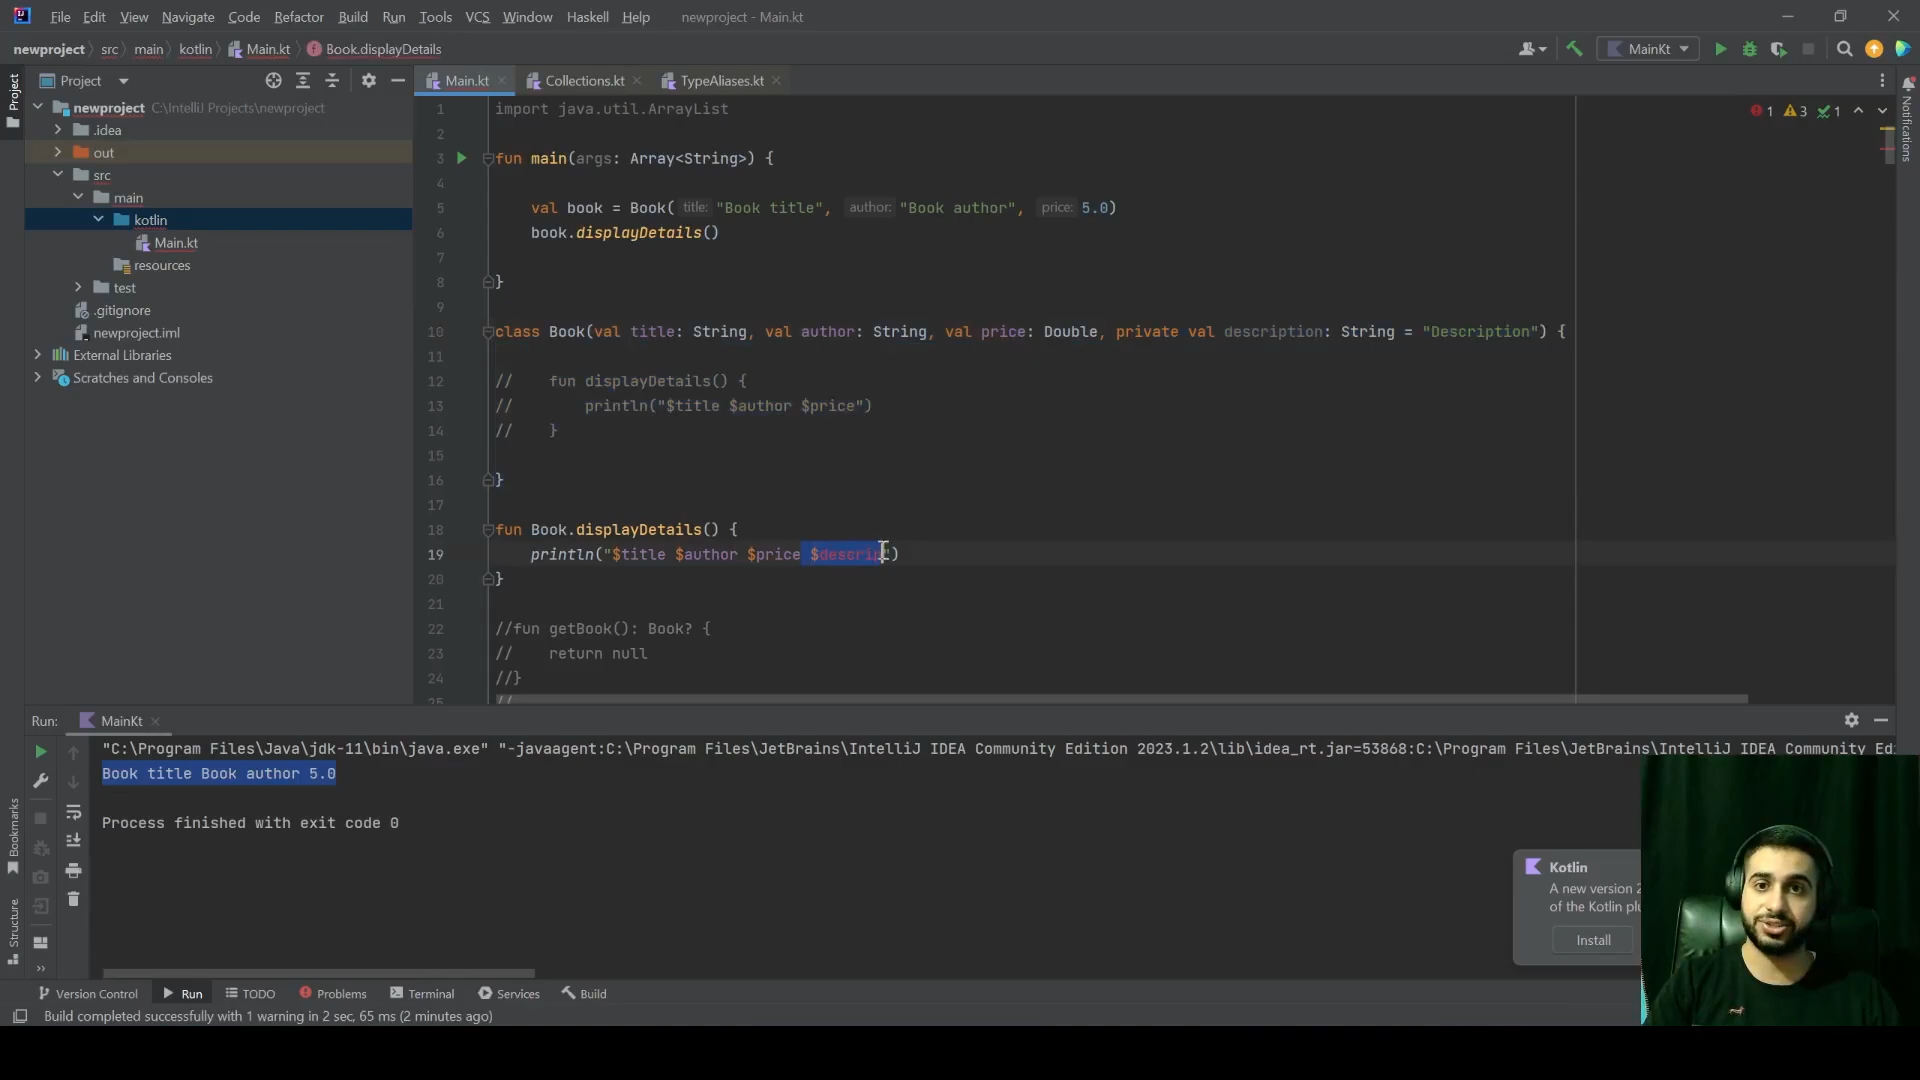 File Edit View Navigate Code Refactor Build Run Tools VCS Window Haskell Help newproject - Main.kt
newproject src main kotlin Main.kt Book.displayDetails
MainKt
Project
Main.kt Collections.kt TypeAliases.kt
Project
Notifications
newproject C:\IntelliJ Projects\newproject
.idea
out
src
main
kotlin
Main.kt
resources
test
.gitignore
newproject.iml
External Libraries
Scratches and Consoles
1 3 1
1 import java.util.ArrayList
2
3 fun main(args: Array<String>) {
4
5 val book = Book( title: "Book title", author: "Book author", price: 5.0)
6 book.displayDetails()
7
8 }
9
10 class Book(val title: String, val author: String, val price: Double, private val description: String = "Description") {
11
12 // fun displayDetails() {
13 // println("$title $author $price")
14 // }
15
16 }
17
18 fun Book.displayDetails() {
19 println("$title $author $price $descrip")
20 }
21
22 //fun getBook(): Book? {
23 // return null
24 //}
25 //
Run: MainKt
"C:\Program Files\Java\jdk-11\bin\java.exe" "-javaagent:C:\Program Files\JetBrains\IntelliJ IDEA Community Edition 2023.1.2\lib\idea_rt.jar=53868:C:\Program Files\JetBrains\IntelliJ IDEA Community Ed
Book title Book author 5.0
Process finished with exit code 0
Bookmarks
Structure
Kotlin
A new version 2
of the Kotlin plu
Install
Version Control Run TODO Problems Terminal Services Build
Build completed successfully with 1 warning in 2 sec, 65 ms (2 minutes ago)